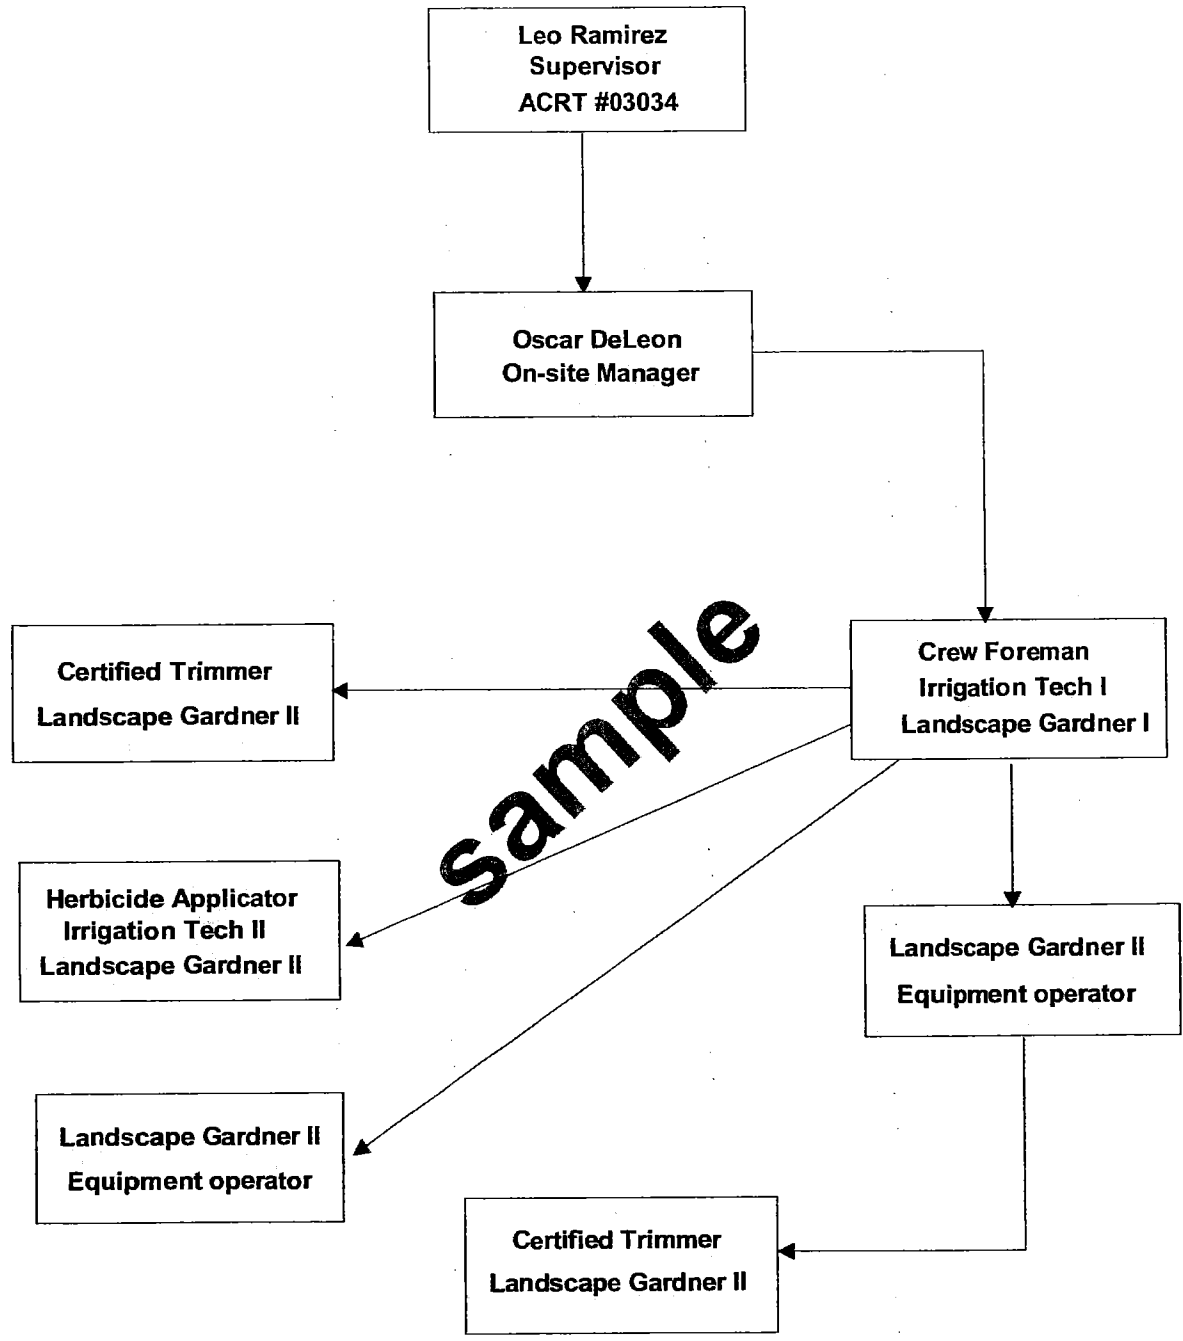 Leo Ramirez
Supervisor
ACRT #03034
Oscar DeLeon
On-site Manager
Crew Foreman
Irrigation Tech I
Landscape Gardner I
Certified Trimmer
Landscape Gardner II
sample
Herbicide Applicator
Irrigation Tech II
Landscape Gardner II
Landscape Gardner II
Equipment operator
Landscape Gardner II
Equipment operator
Certified Trimmer
Landscape Gardner II